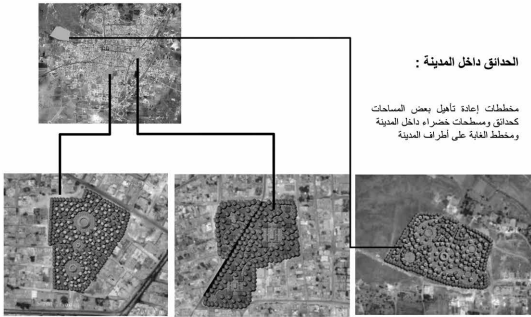 الحدائق داخل المدينة :
مخططات إعادة تأهيل بعض المساحات
كحدائق ومسطحات خضراء داخل المدينة
ومخطط الغابة على أطراف المدينة